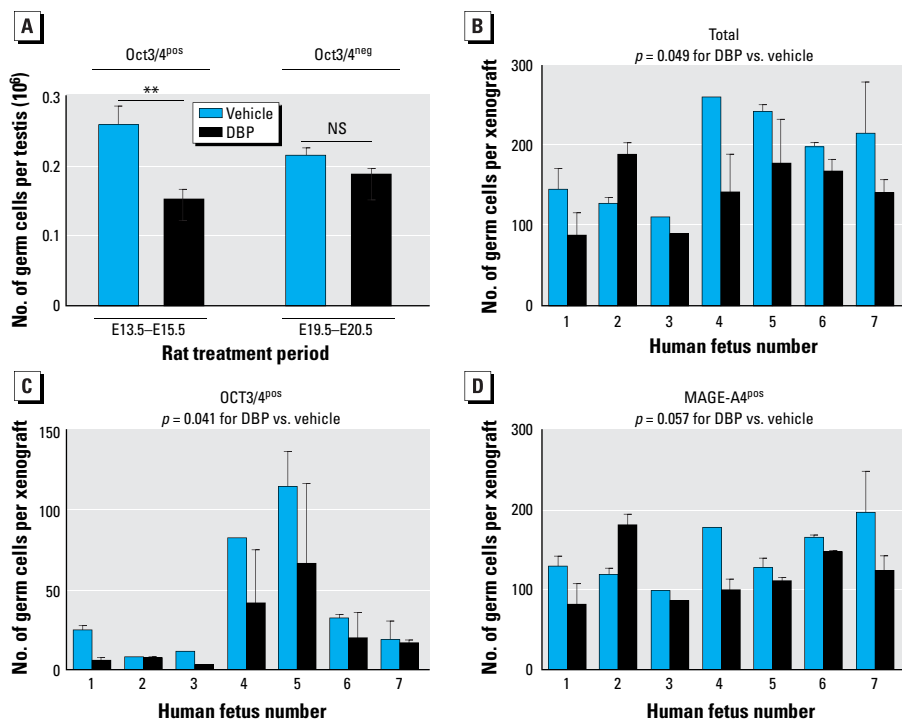 A
Oct3/4pos
Oct3/4neg
No. of germ cells per testis (10⁶)
0.3
0.2
0.1
0
**
NS
Vehicle
DBP
E13.5–E15.5
E19.5–E20.5
Rat treatment period
B
Total
p = 0.049 for DBP vs. vehicle
No. of germ cells per xenograft
300
200
100
0
1 2 3 4 5 6 7
Human fetus number
C
OCT3/4pos
p = 0.041 for DBP vs. vehicle
No. of germ cells per xenograft
150
100
50
0
1 2 3 4 5 6 7
Human fetus number
D
MAGE-A4pos
p = 0.057 for DBP vs. vehicle
No. of germ cells per xenograft
300
200
100
0
1 2 3 4 5 6 7
Human fetus number